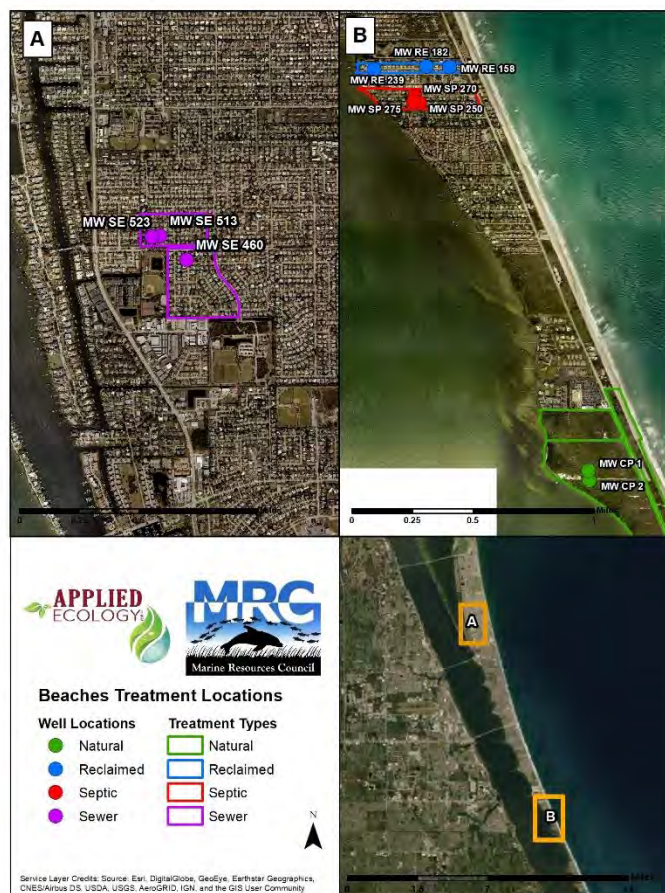 A
MW SE 523
MW SE 513
MW SE 460
0
B
MW RE 182
MW RE 158
MW RE 239
MW SP 270
MW SP 275
MW SP 250
MW CP 1
MW CP 2
0
0.25
0.5
1
Miles
APPLIED
ECOLOGY
MRC
Marine Resources Council
Beaches Treatment Locations
Well Locations
Treatment Types
Natural
Natural
Reclaimed
Reclaimed
Septic
Septic
Sewer
Sewer
N
Service Layer Credits: Source: Esri, DigitalGlobe, GeoEye, Earthstar Geographics,
CNES/Airbus DS, USDA, USGS, AeroGRID, IGN, and the GIS User Community
A
B